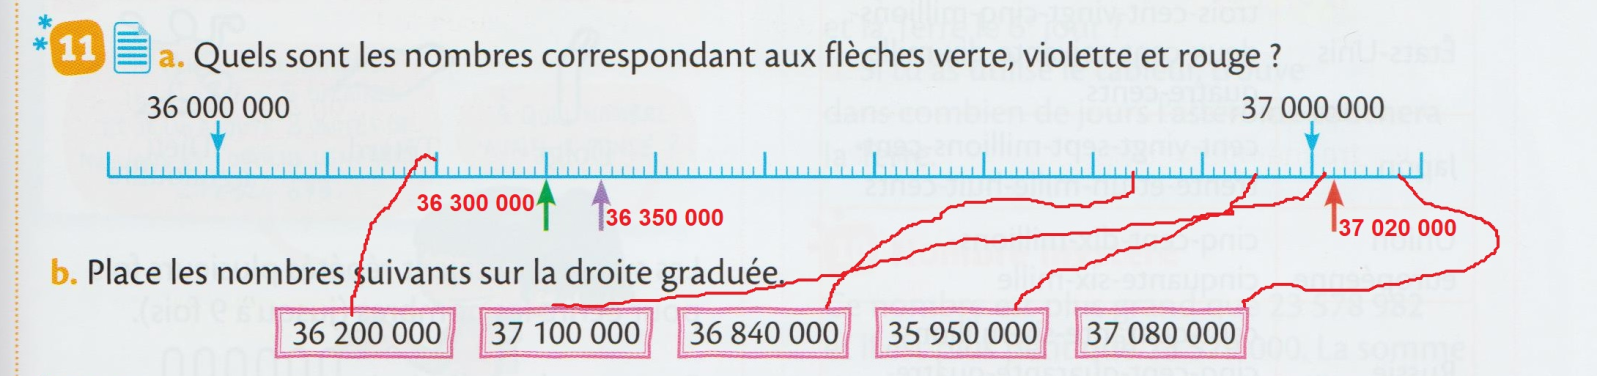 11 a. Quels sont les nombres correspondant aux flèches verte, violette et rouge ?
36 000 000 37 000 000
36 300 000 36 350 000 37 020 000
b. Place les nombres suivants sur la droite graduée.
36 200 000 37 100 000 36 840 000 35 950 000 37 080 000